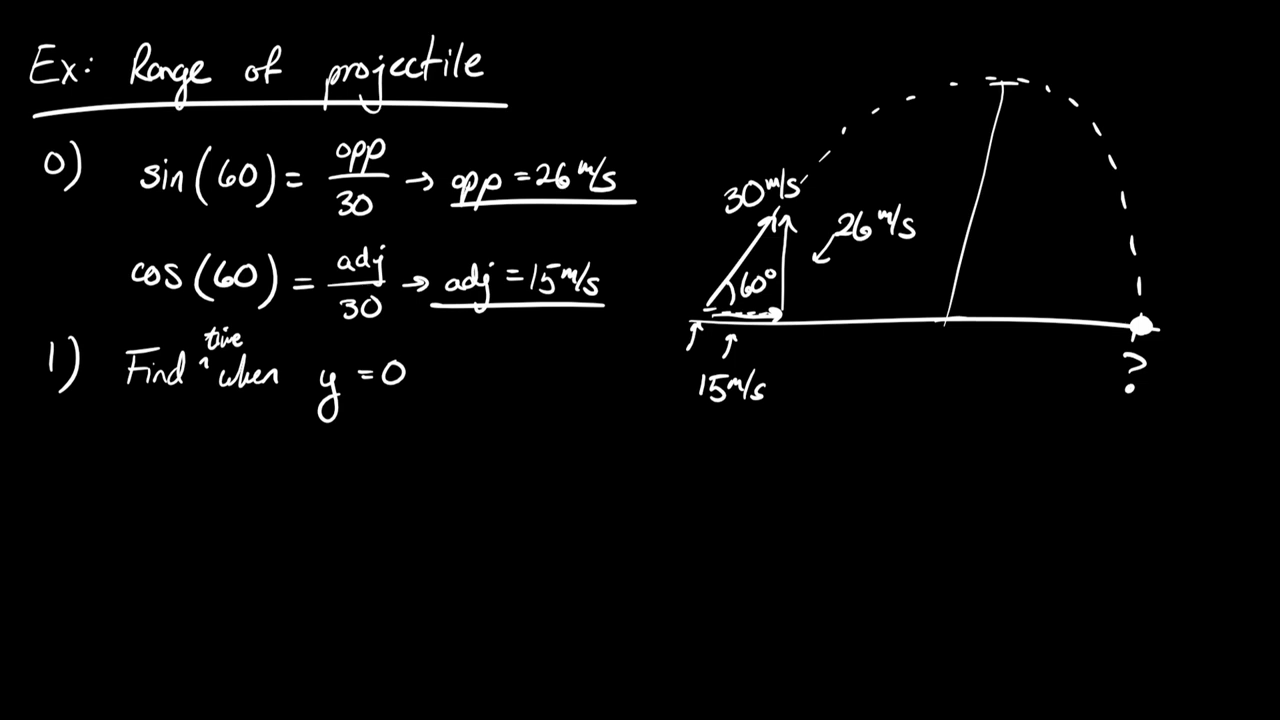 Ex: Range of projectile
0) sin(60) = opp/30 → opp = 26 m/s
cos(60) = adj/30 → adj = 15 m/s
1) Find time when y = 0
30 m/s
26 m/s
60°
15 m/s
?